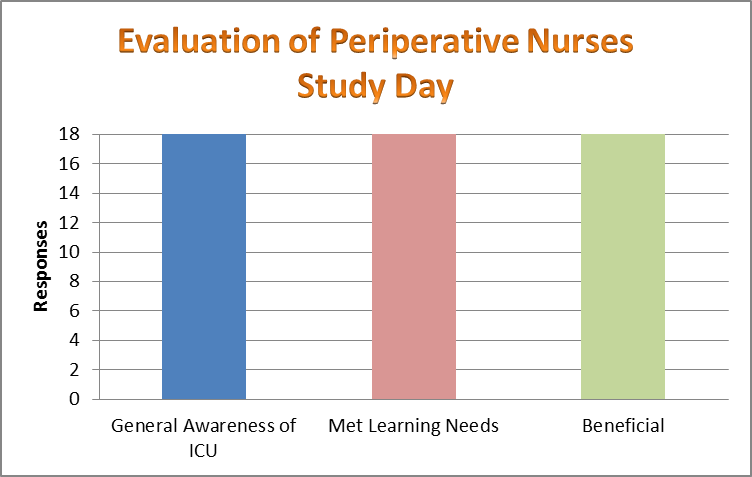 Evaluation of Periperative Nurses
Study Day
Responses
18
16
14
12
10
8
6
4
2
0
General Awareness of
ICU
Met Learning Needs
Beneficial